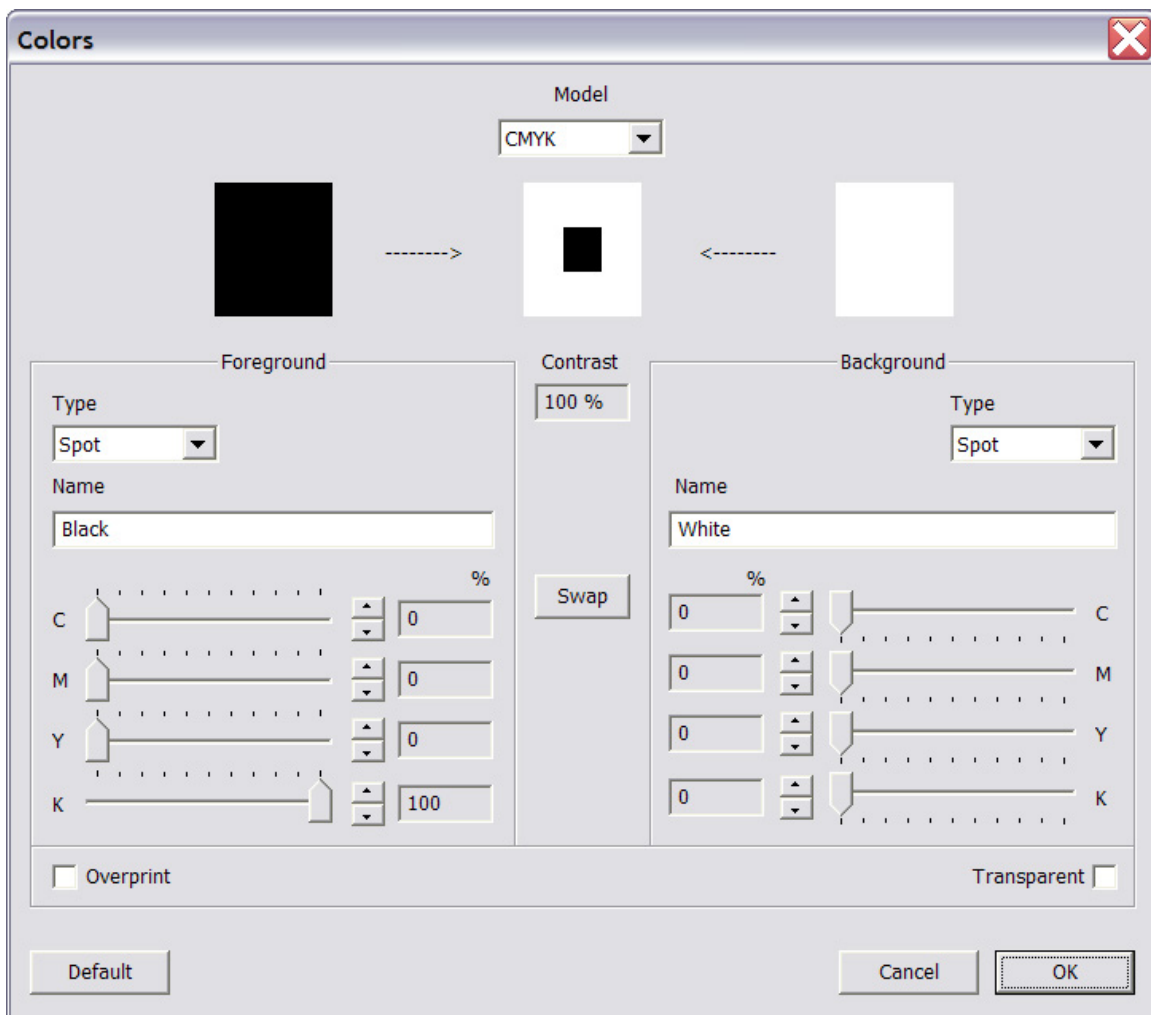 Colors
Model
CMYK
--------> <--------
Foreground Contrast Background
100 %
Type Type
Spot Spot
Name Name
Black White
% %
Swap
C 0 0 C
M 0 0 M
Y 0 0 Y
K 100 0 K
Overprint Transparent
Default Cancel OK